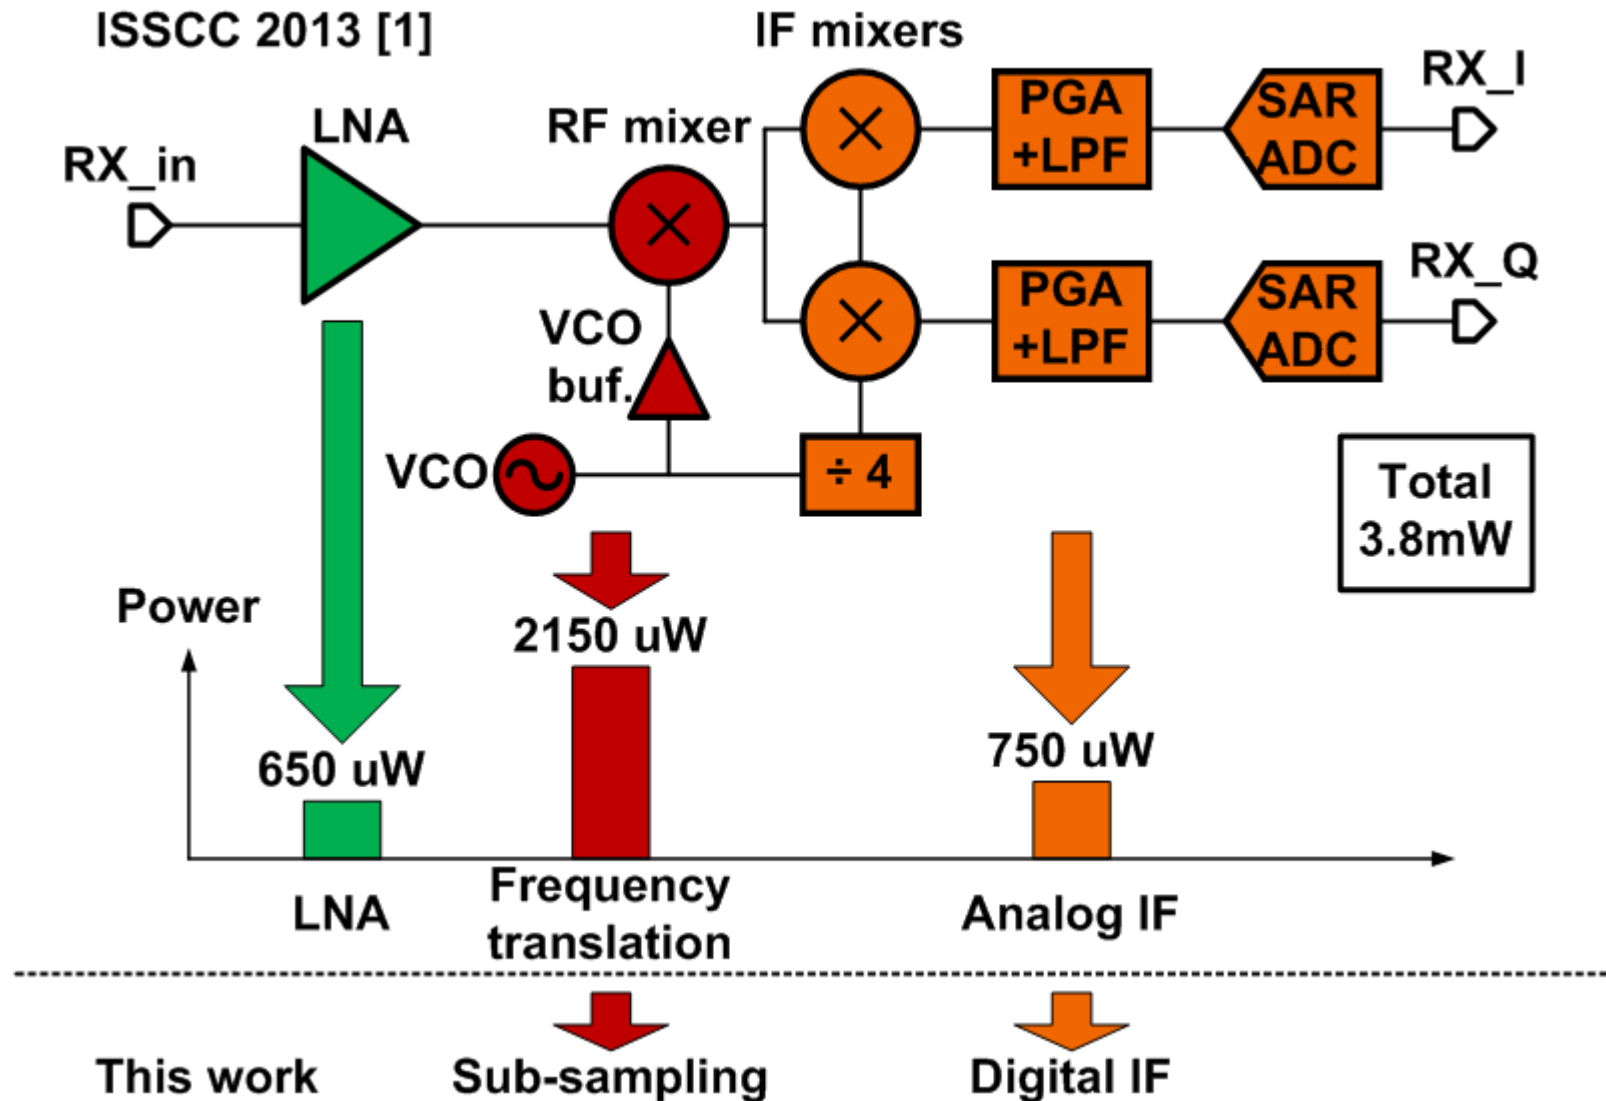 ISSCC 2013 [1]
IF mixers
LNA
RF mixer
RX_in
PGA
+LPF
SAR
ADC
RX_I
VCO
buf.
PGA
+LPF
SAR
ADC
RX_Q
VCO
÷ 4
Total
3.8mW
Power
2150 uW
650 uW
750 uW
LNA
Frequency
translation
Analog IF
This work
Sub-sampling
Digital IF